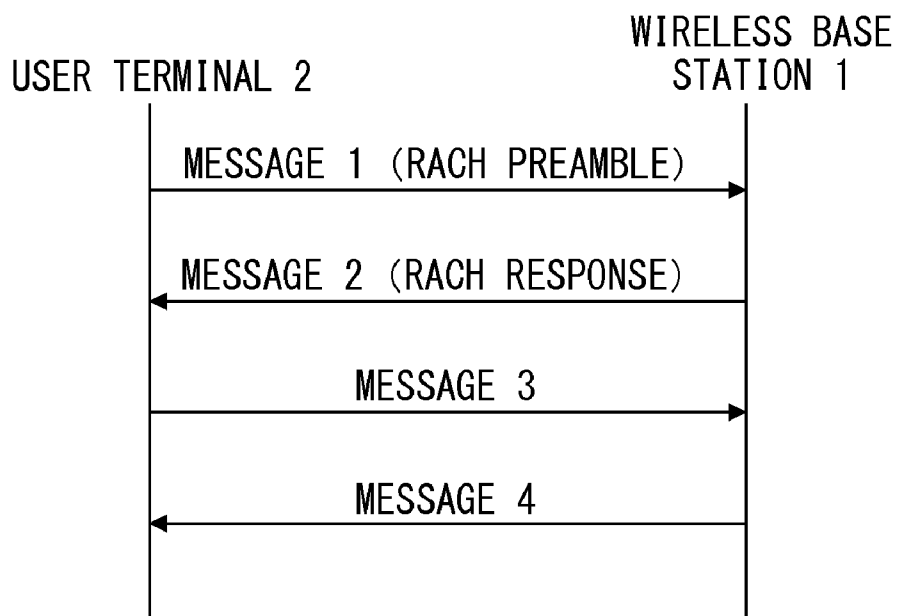 WIRELESS BASE
STATION 1
USER TERMINAL 2
MESSAGE 1 (RACH PREAMBLE)
MESSAGE 2 (RACH RESPONSE)
MESSAGE 3
MESSAGE 4